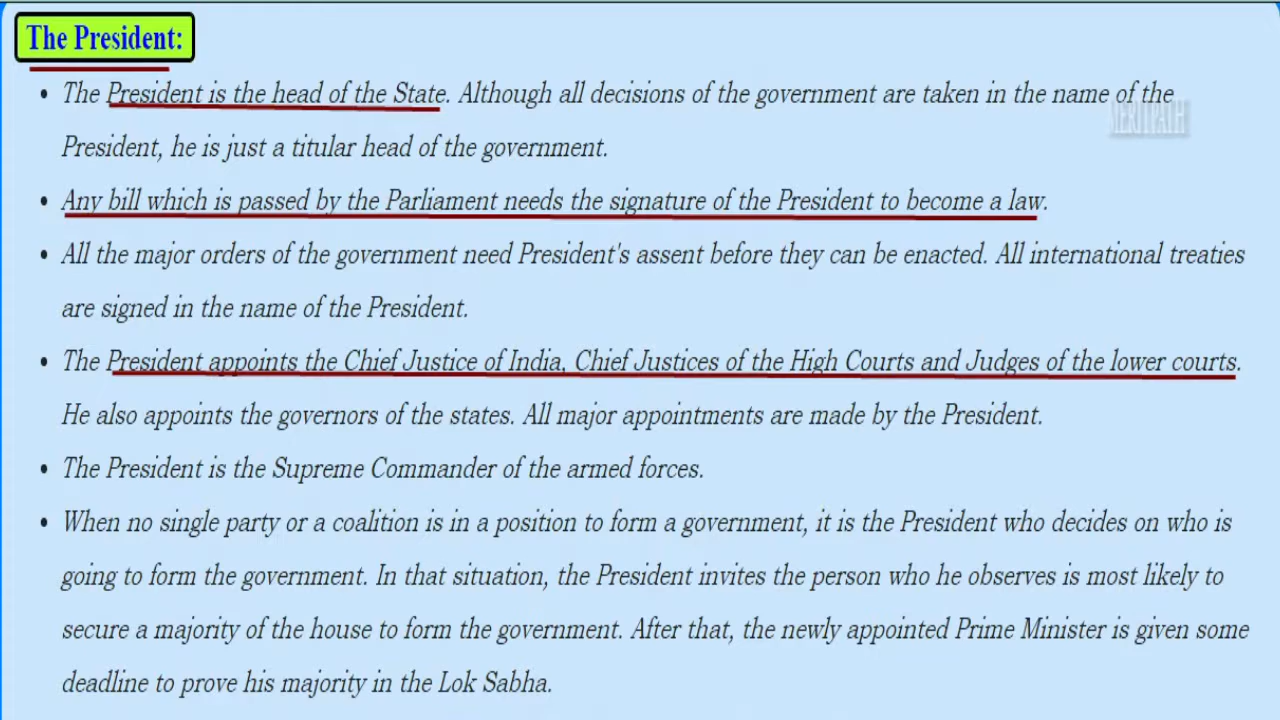 The President:
• The President is the head of the State. Although all decisions of the government are taken in the name of the
President, he is just a titular head of the government.
• Any bill which is passed by the Parliament needs the signature of the President to become a law.
• All the major orders of the government need President's assent before they can be enacted. All international treaties
are signed in the name of the President.
• The President appoints the Chief Justice of India, Chief Justices of the High Courts and Judges of the lower courts.
He also appoints the governors of the states. All major appointments are made by the President.
• The President is the Supreme Commander of the armed forces.
• When no single party or a coalition is in a position to form a government, it is the President who decides on who is
going to form the government. In that situation, the President invites the person who he observes is most likely to
secure a majority of the house to form the government. After that, the newly appointed Prime Minister is given some
deadline to prove his majority in the Lok Sabha.
MERITPATH